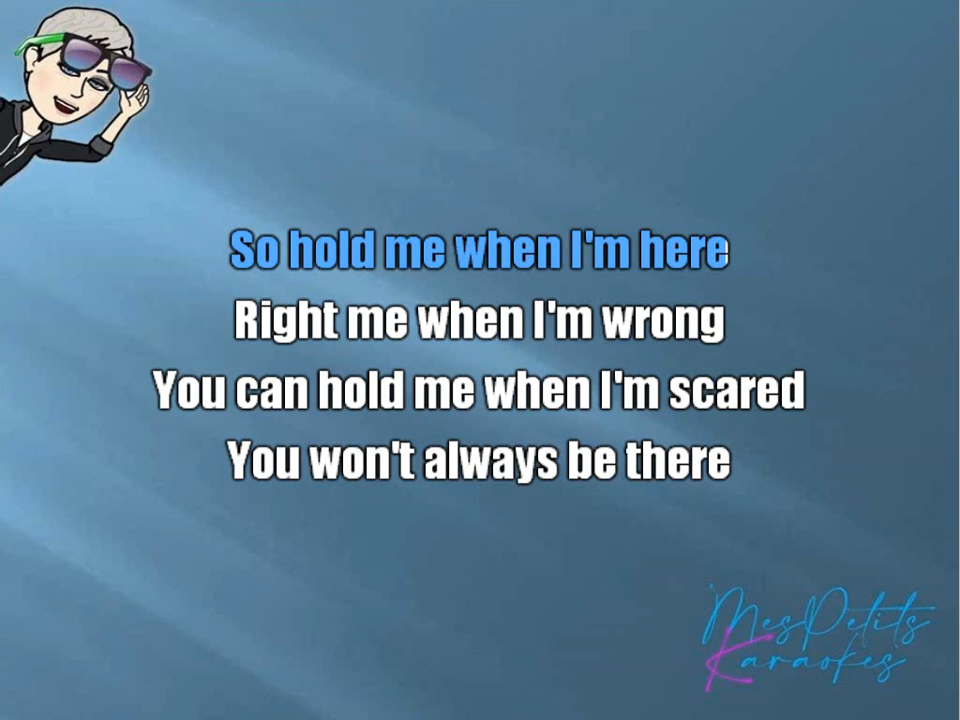 So hold me when I'm here
Right me when I'm wrong
You can hold me when I'm scared
You won't always be there
MesPetits
Karaokes